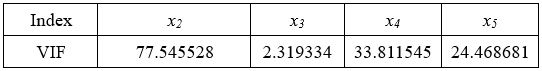 Index x2 x3 x4 x5
VIF 77.545528 2.319334 33.811545 24.468681